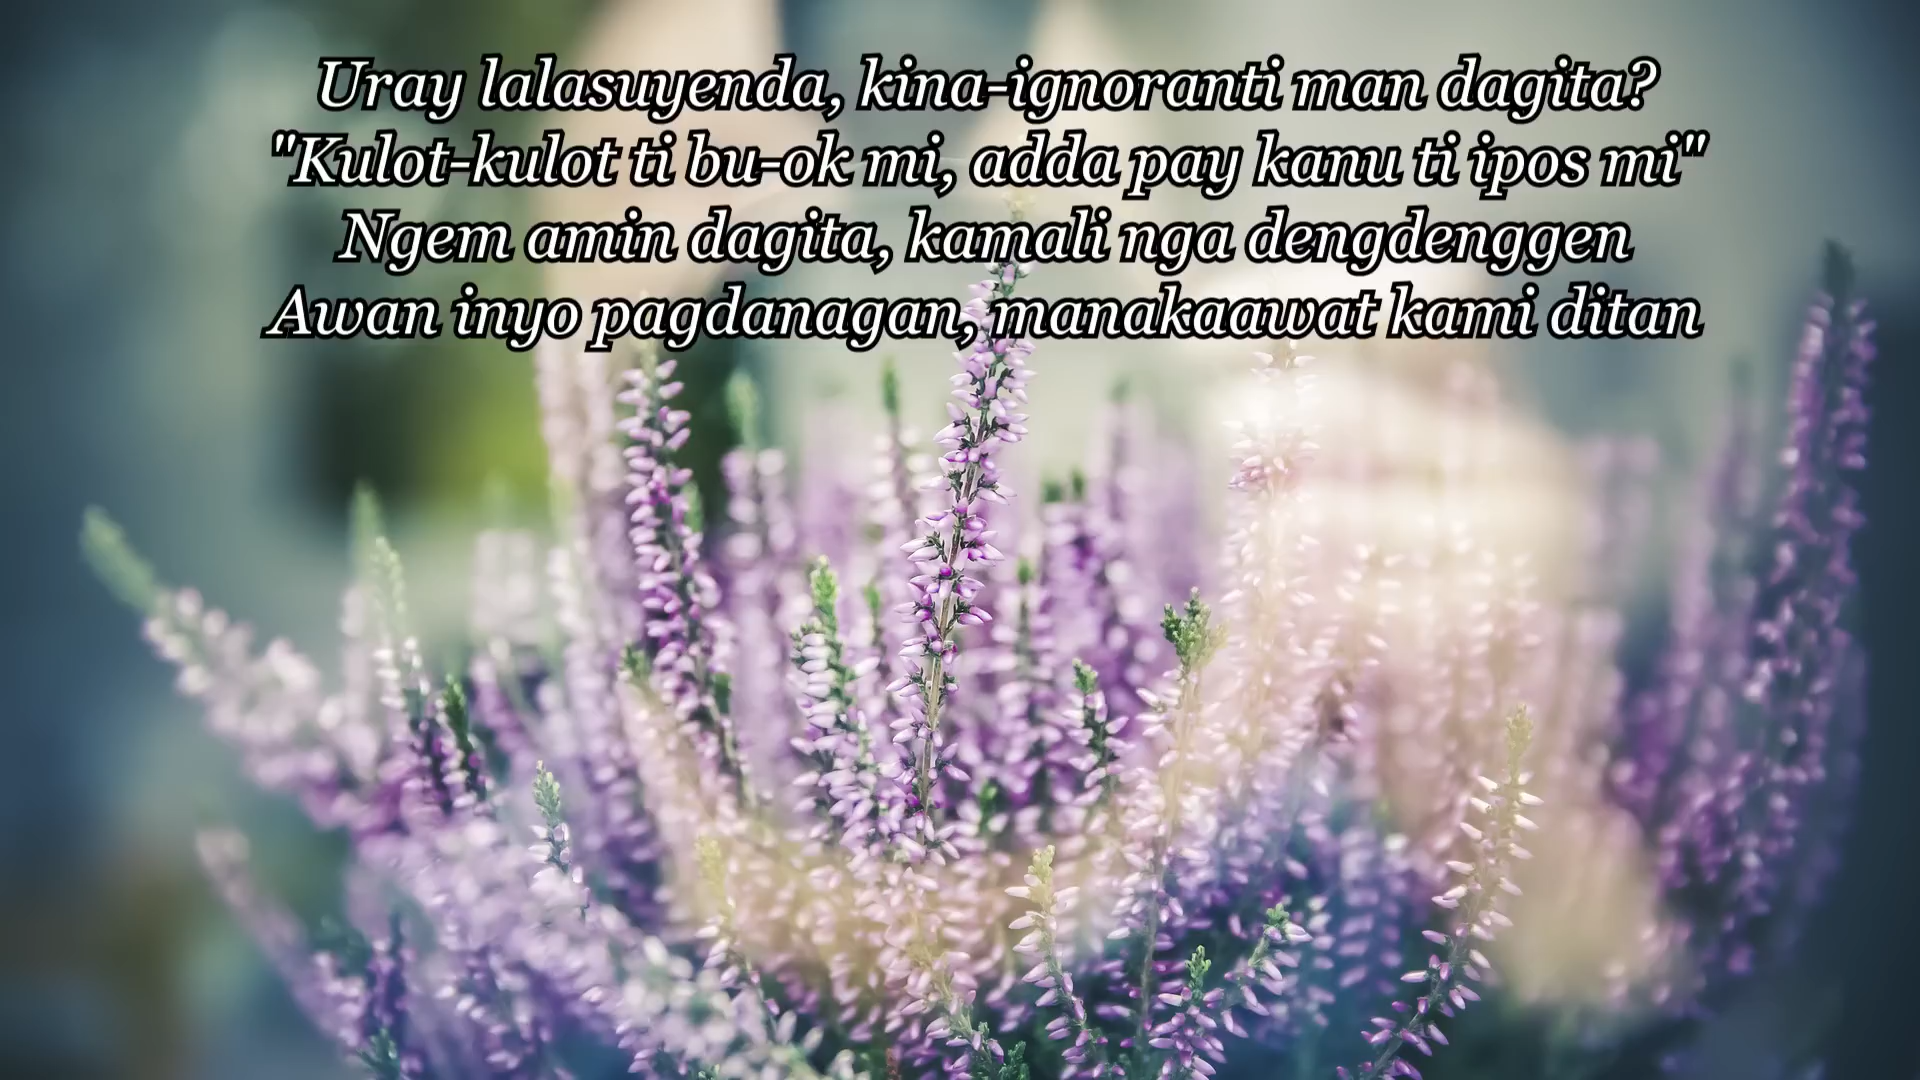 Uray lalasuyenda, kina-ignoranti man dagita?
"Kulot-kulot ti bu-ok mi, adda pay kanu ti ipos mi"
Ngem amin dagita, kamali nga dengdenggen
Awan inyo pagdanagan, manakaawat kami ditan